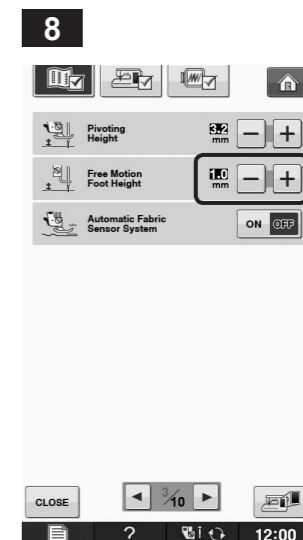 8
Pivoting
Height
3.2
mm
Free Motion
Foot Height
1.0
mm
Automatic Fabric
Sensor System
ON OFF
CLOSE
3/10
?
12:00